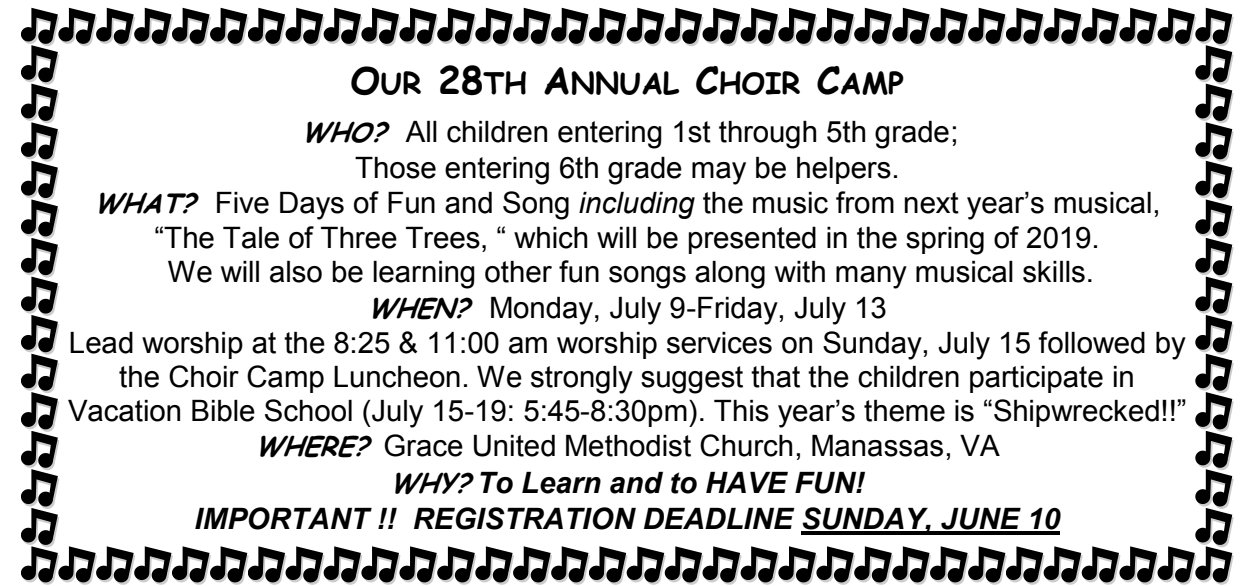 OUR 28TH ANNUAL CHOIR CAMP
WHO? All children entering 1st through 5th grade;
Those entering 6th grade may be helpers.
WHAT? Five Days of Fun and Song including the music from next year's musical,
“The Tale of Three Trees, “ which will be presented in the spring of 2019.
We will also be learning other fun songs along with many musical skills.
WHEN? Monday, July 9-Friday, July 13
Lead worship at the 8:25 & 11:00 am worship services on Sunday, July 15 followed by
the Choir Camp Luncheon. We strongly suggest that the children participate in
Vacation Bible School (July 15-19: 5:45-8:30pm). This year’s theme is “Shipwrecked!!”
WHERE? Grace United Methodist Church, Manassas, VA
WHY? To Learn and to HAVE FUN!
IMPORTANT !! REGISTRATION DEADLINE SUNDAY, JUNE 10